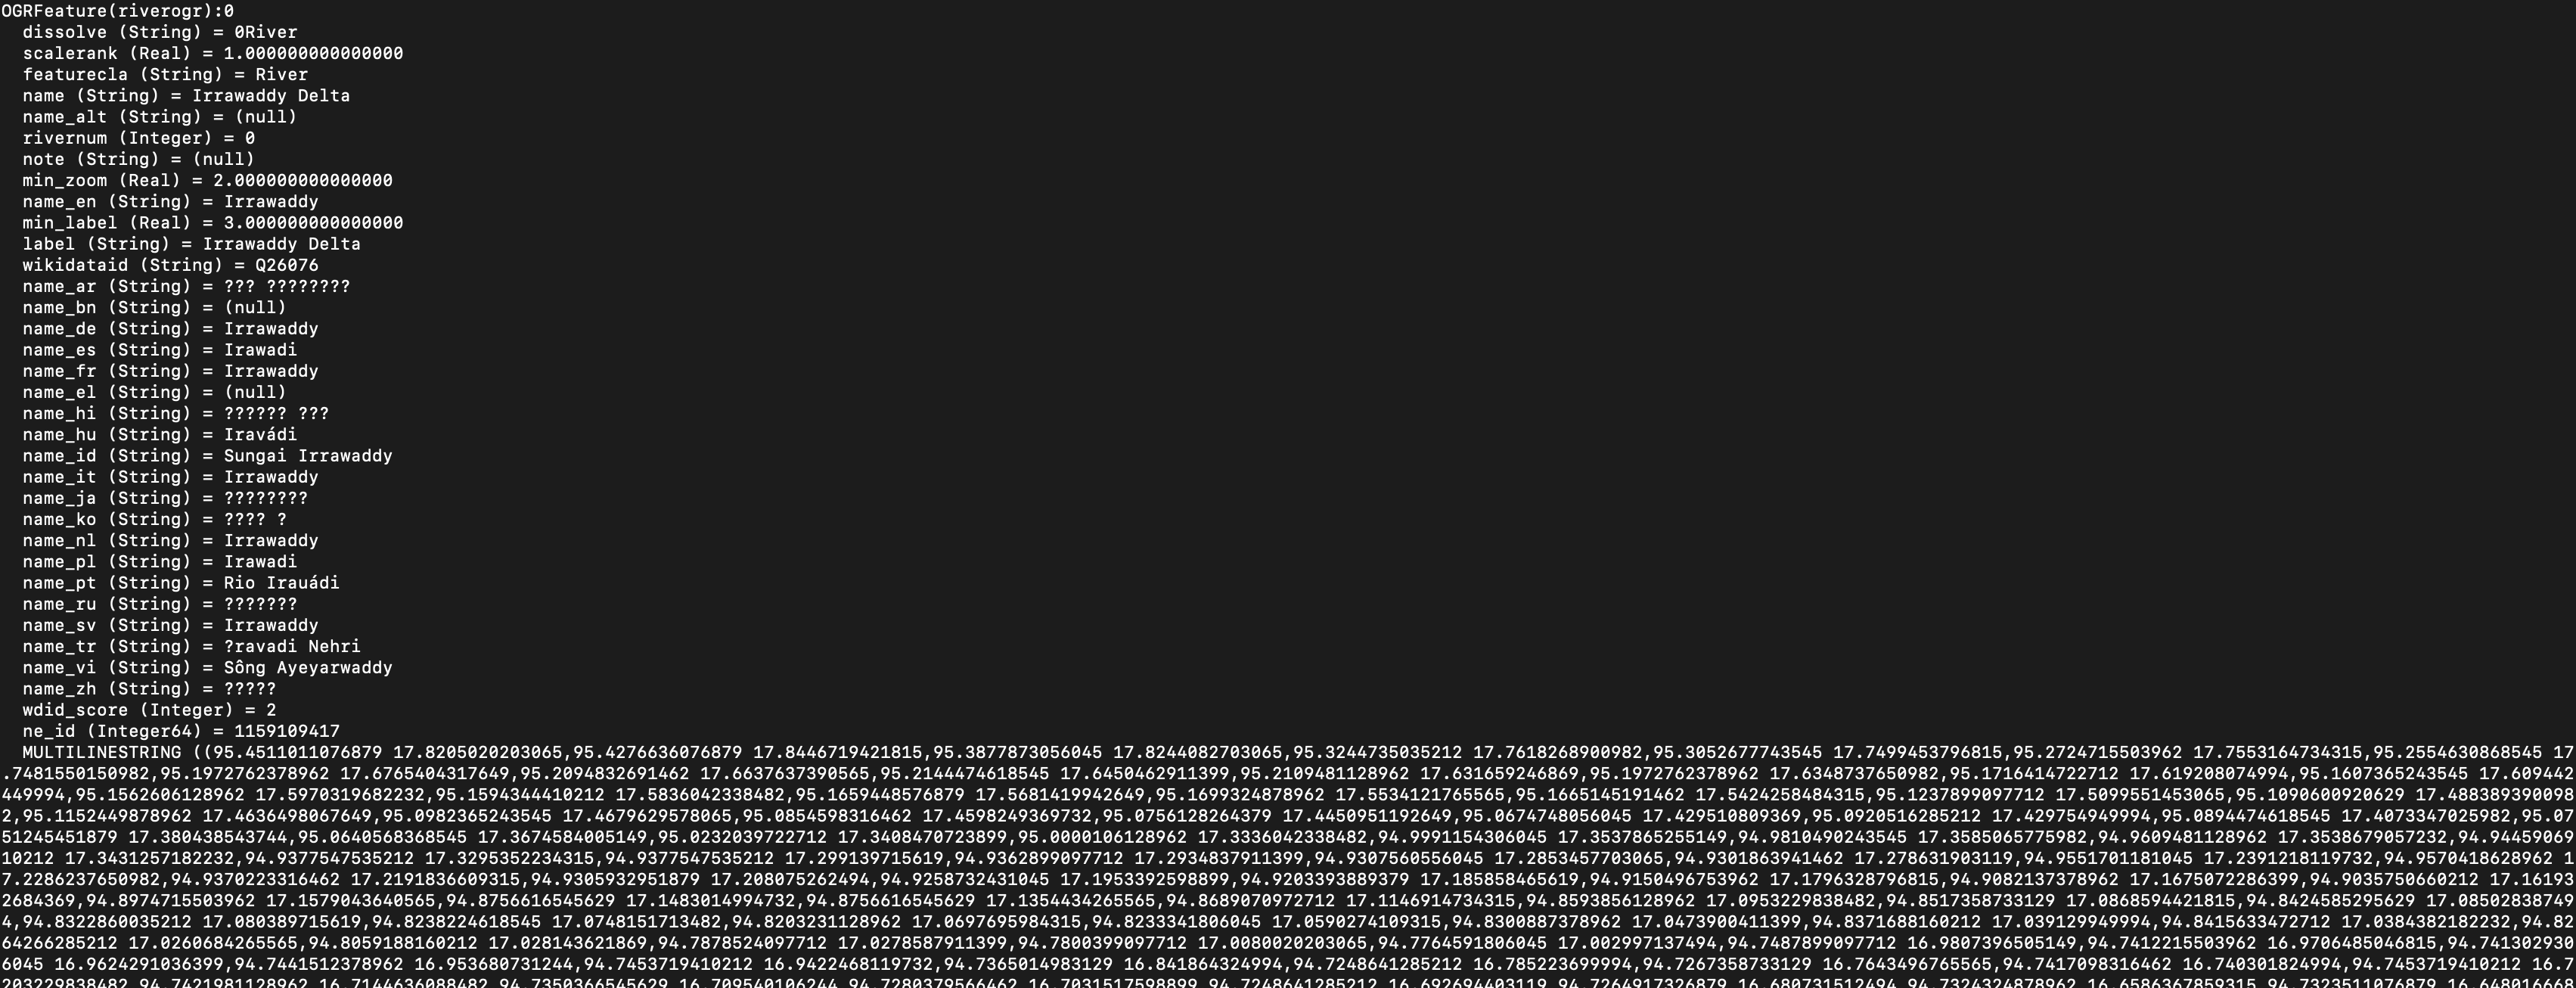 OGRFeature(riverogr):0
dissolve (String) = 0River
scalerank (Real) = 1.000000000000000
featurecla (String) = River
name (String) = Irrawaddy Delta
name_alt (String) = (null)
rivernum (Integer) = 0
note (String) = (null)
min_zoom (Real) = 2.000000000000000
name_en (String) = Irrawaddy
min_label (Real) = 3.000000000000000
label (String) = Irrawaddy Delta
wikidataid (String) = Q26076
name_ar (String) = ??? ????????
name_bn (String) = (null)
name_de (String) = Irrawaddy
name_es (String) = Irawadi
name_fr (String) = Irrawaddy
name_el (String) = (null)
name_hi (String) = ?????? ???
name_hu (String) = Iravádi
name_id (String) = Sungai Irrawaddy
name_it (String) = Irrawaddy
name_ja (String) = ????????
name_ko (String) = ???? ?
name_nl (String) = Irrawaddy
name_pl (String) = Irawadi
name_pt (String) = Rio Irauádi
name_ru (String) = ???????
name_sv (String) = Irrawaddy
name_tr (String) = ?ravadi Nehri
name_vi (String) = Sông Ayeyarwaddy
name_zh (String) = ?????
wdid_score (Integer) = 2
ne_id (Integer64) = 1159109417
MULTILINESTRING ((95.4511011076879 17.8205020203065,95.4276636076879 17.8446719421815,95.3877873056045 17.8244082703065,95.3244735035212 17.7618268900982,95.3052677743545 17.7499453796815,95.2724715503962 17.7553164734315,95.2554630868545 17
.7481550150982,95.1972762378962 17.6765404317649,95.2094832691462 17.6637637390565,95.2144474618545 17.6450462911399,95.2109481128962 17.631659246869,95.1972762378962 17.6348737650982,95.1716414722712 17.619208074994,95.1607365243545 17.609442
449994,95.1562606128962 17.5970319682232,95.1594344410212 17.5836042338482,95.1659448576879 17.5681419942649,95.1699324878962 17.5534121765565,95.1665145191462 17.5424258484315,95.1237899097712 17.5099551453065,95.1090600920629 17.488389390098
2,95.1152449878962 17.4636498067649,95.0982365243545 17.4679629578065,95.0854598316462 17.4598249369732,95.0756128264379 17.4450951192649,95.0674748056045 17.429510809369,95.0920516285212 17.429754949994,95.0894474618545 17.4073347025982,95.07
51245451879 17.380438543744,95.0640568368545 17.3674584005149,95.0232039722712 17.3408470723899,95.0000106128962 17.3336042338482,94.9991154306045 17.3537865255149,94.9810490243545 17.3585065775982,94.9609481128962 17.3538679057232,94.94459069
10212 17.3431257182232,94.9377547535212 17.3295352234315,94.9377547535212 17.299139715619,94.9362899097712 17.2934837911399,94.9307560556045 17.2853457703065,94.9301863941462 17.278631903119,94.9551701181045 17.2391218119732,94.9570418628962 1
7.2286237650982,94.9370223316462 17.2191836609315,94.9305932951879 17.208075262494,94.9258732431045 17.1953392598899,94.9203393889379 17.185858465619,94.9150496753962 17.1796328796815,94.9082137378962 17.1675072286399,94.9035750660212 17.16193
2684369,94.8974715503962 17.1579043640565,94.8756616545629 17.1483014994732,94.8756616545629 17.1354434265565,94.8689070972712 17.1146914734315,94.8593856128962 17.0953229838482,94.8517358733129 17.0868594421815,94.8424585295629 17.08502838749
4,94.8322860035212 17.080389715619,94.8238224618545 17.0748151713482,94.8203231128962 17.0697695984315,94.8233341806045 17.0590274109315,94.8300887378962 17.0473900411399,94.8371688160212 17.039129949994,94.8415633472712 17.0384382182232,94.82
64266285212 17.0260684265565,94.8059188160212 17.028143621869,94.7878524097712 17.0278587911399,94.7800399097712 17.0080020203065,94.7764591806045 17.002997137494,94.7487899097712 16.9807396505149,94.7412215503962 16.9706485046815,94.741302930
6045 16.9624291036399,94.7441512378962 16.953680731244,94.7453719410212 16.9422468119732,94.7365014983129 16.841864324994,94.7248641285212 16.785223699994,94.7267358733129 16.7643496765565,94.7417098316462 16.740301824994,94.7453719410212 16.7